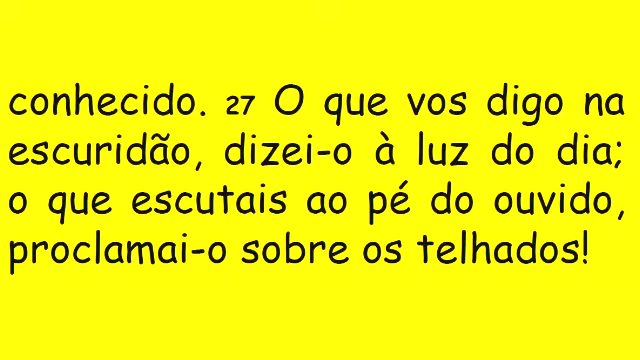 conhecido. 27 O que vos digo na
escuridão, dizei-o à luz do dia;
o que escutais ao pé do ouvido,
proclamai-o sobre os telhados!